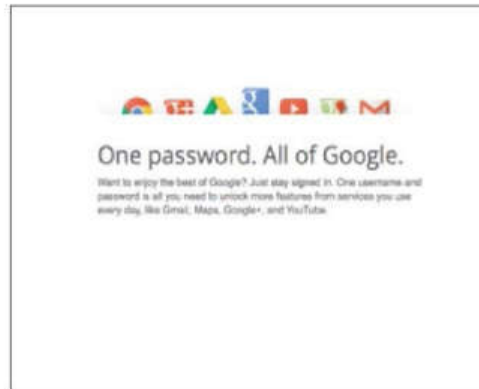 One password. All of Google.
Want to enjoy the best of Google? Just stay signed in. One username and
password is all you need to unlock more features from services you use
every day, like Gmail, Maps, Google+, and YouTube.